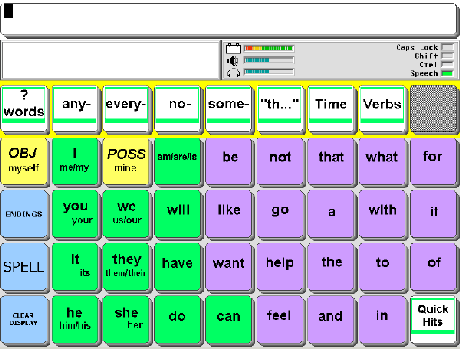 Caps Lock
Shift
Ctrl
Speech
? words any- every- no- some- "th..." Time Verbs
OBJ myself I me/my POSS mine am/are/is be not that what for
ENDINGS you your we us/our will like go a with it
SPELL it its they them/their have want help the to of
CLEAR DISPLAY he him/his she her do can feel and in Quick Hits